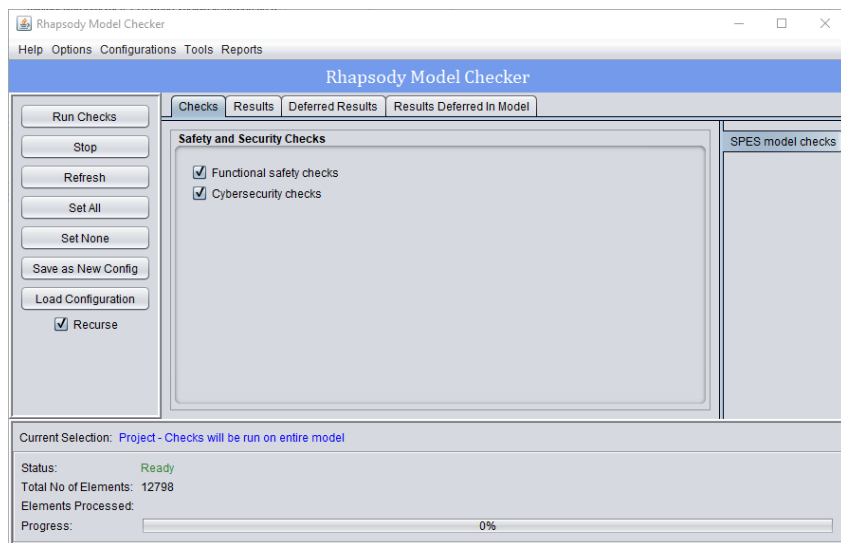 Rhapsody Model Checker
Help Options Configurations Tools Reports
Rhapsody Model Checker
Run Checks
Stop
Refresh
Set All
Set None
Save as New Config
Load Configuration
Recurse
Checks Results Deferred Results Results Deferred In Model
Safety and Security Checks
Functional safety checks
Cybersecurity checks
SPES model checks
Current Selection: Project - Checks will be run on entire model
Status: Ready
Total No of Elements: 12798
Elements Processed:
Progress: 0%